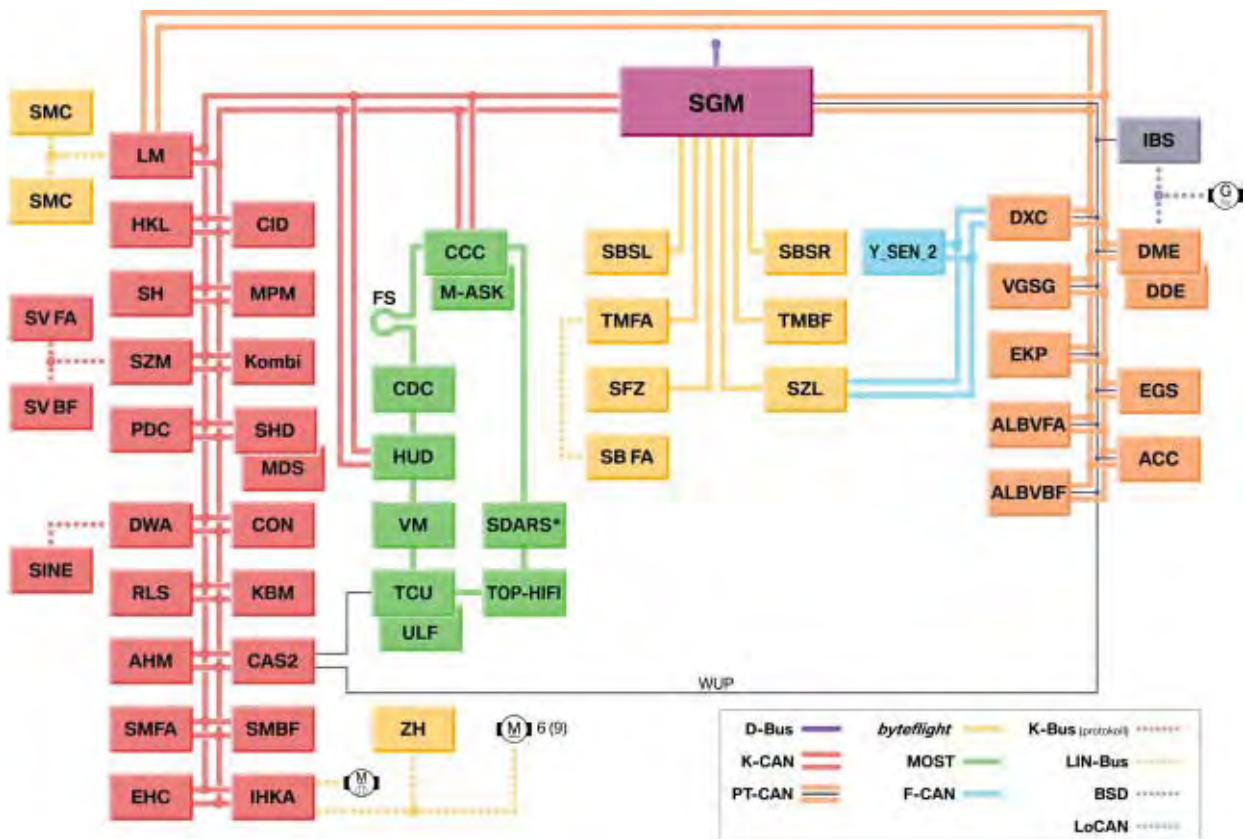 SGM
SMC
LM
IBS
SMC
G
HKL
CID
DXC
CCC
SBSL
SBSR
Y_SEN_2
DME
M-ASK
SH
MPM
VGSG
DDE
FS
SV FA
TMFA
TMBF
SZM
Kombi
EKP
CDC
SFZ
SZL
EGS
SV BF
PDC
SHD
ALBVFA
HUD
SB FA
ACC
MDS
ALBVBF
DWA
CON
VM
SDARS*
SINE
RLS
KBM
TCU
TOP-HIFI
ULF
AHM
CAS2
WUP
SMFA
SMBF
ZH
M
6 (9)
D-Bus
byteflight
K-Bus (protokoll)
M
K-CAN
MOST
LIN-Bus
EHC
IHKA
PT-CAN
F-CAN
BSD
LoCAN